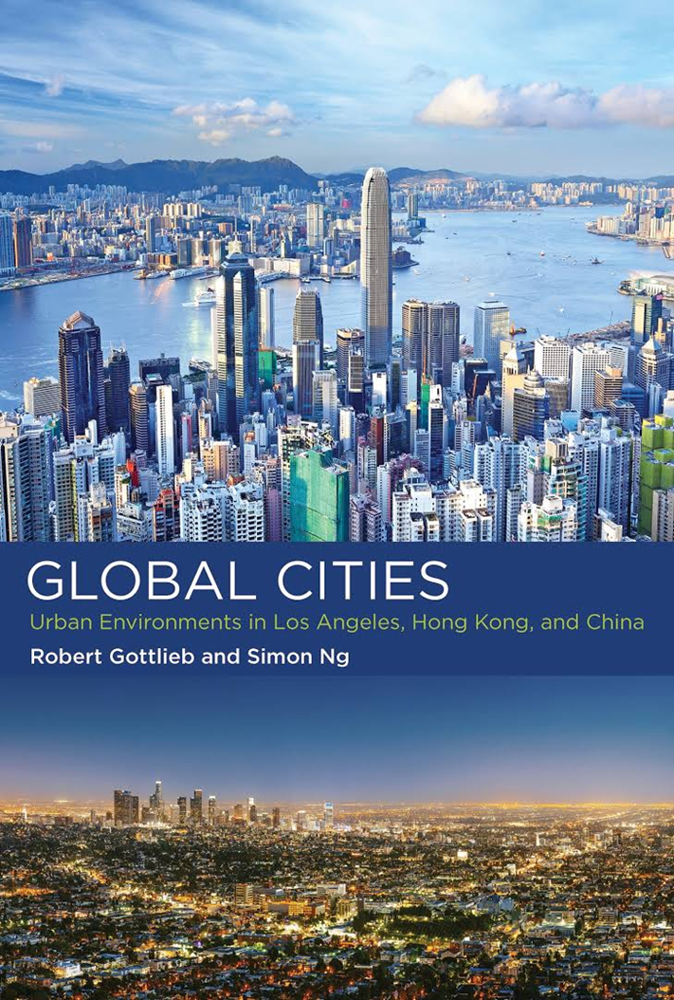 GLOBAL CITIES
Urban Environments in Los Angeles, Hong Kong, and China
Robert Gottlieb and Simon Ng